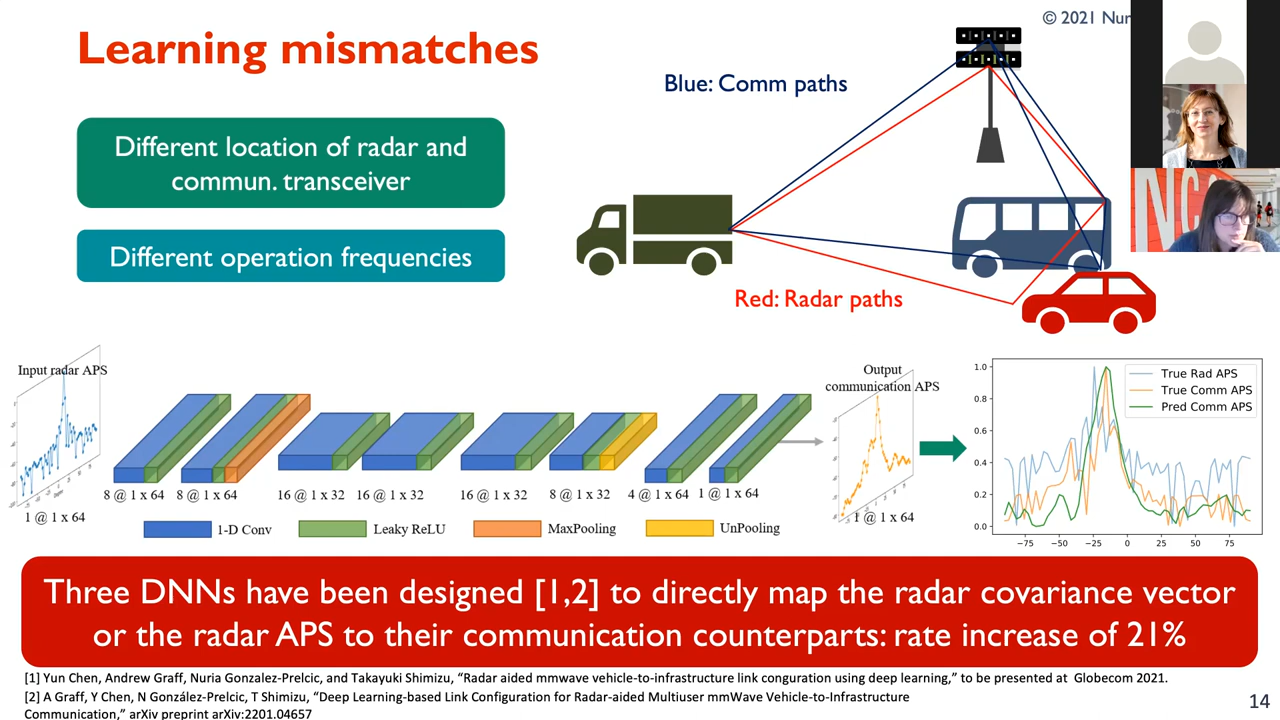 Learning mismatches
© 2021 Nur
Blue: Comm paths
Different location of radar and
commun. transceiver
Different operation frequencies
Red: Radar paths
Input radar APS
1 @ 1 x 64
8 @ 1 x 64
8 @ 1 x 64
16 @ 1 x 32
16 @ 1 x 32
16 @ 1 x 32
8 @ 1 x 32
4 @ 1 x 64
1 @ 1 x 64
Output
communication APS
1 @ 1 x 64
1-D Conv
Leaky ReLU
MaxPooling
UnPooling
True Rad APS
True Comm APS
Pred Comm APS
1.0
0.8
0.6
0.4
0.2
0.0
−75
−50
−25
0
25
50
75
Three DNNs have been designed [1,2] to directly map the radar covariance vector
or the radar APS to their communication counterparts: rate increase of 21%
[1] Yun Chen, Andrew Graff, Nuria Gonzalez-Prelcic, and Takayuki Shimizu, “Radar aided mmwave vehicle-to-infrastructure link conguration using deep learning,” to be presented at Globecom 2021.
[2] A Graff, Y Chen, N González-Prelcic, T Shimizu, “Deep Learning-based Link Configuration for Radar-aided Multiuser mmWave Vehicle-to-Infrastructure
Communication,” arXiv preprint arXiv:2201.04657
14
NC